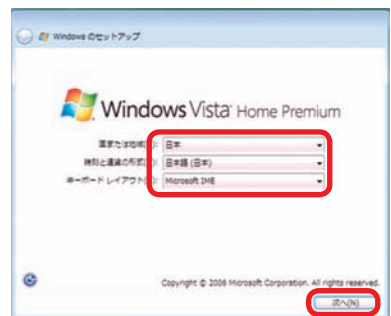 Windows のセットアップ
Windows Vista Home Premium
国または地域(C): 日本
時刻と通貨の形式(T): 日本語 (日本)
キーボード レイアウト(K): Microsoft IME
Copyright © 2006 Microsoft Corporation. All rights reserved.
次へ(N)